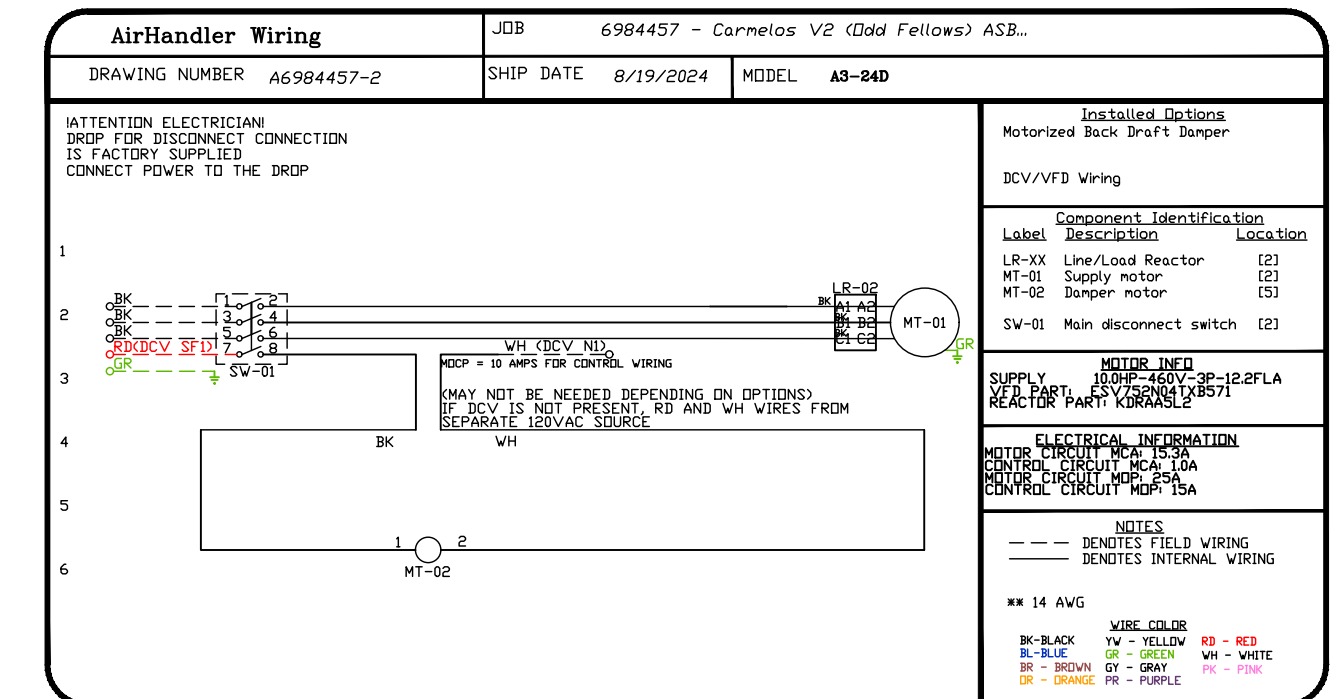 AirHandler Wiring
JOB 6984457 - Carmelos V2 (Odd Fellows) ASB...
DRAWING NUMBER A6984457-2
SHIP DATE 8/19/2024
MODEL A3-24D
!ATTENTION ELECTRICIAN!
DROP FOR DISCONNECT CONNECTION
IS FACTORY SUPPLIED
CONNECT POWER TO THE DROP
1
2
3
4
5
6
BK
BK
BK
RD(DCV SF1)
GR
1 2
3 4
5 6
7 8
SW-01
LR-02
BK A1 A2
BK B1 B2
BK C1 C2
MT-01
GR
WH (DCV N1)
MOCP = 10 AMPS FOR CONTROL WIRING
(MAY NOT BE NEEDED DEPENDING ON OPTIONS)
IF DCV IS NOT PRESENT, RD AND WH WIRES FROM
SEPARATE 120VAC SOURCE
BK WH
1 2
MT-02
Installed Options
Motorized Back Draft Damper
DCV/VFD Wiring
Component Identification
Label Description Location
LR-XX Line/Load Reactor [2]
MT-01 Supply motor [2]
MT-02 Damper motor [5]
SW-01 Main disconnect switch [2]
MOTOR INFO
SUPPLY 10.0HP-460V-3P-12.2FLA
VFD PART: ESV752N04TXB571
REACTOR PART: KDRAA5L2
ELECTRICAL INFORMATION
MOTOR CIRCUIT MCA: 15.3A
CONTROL CIRCUIT MCA: 1.0A
MOTOR CIRCUIT MOP: 25A
CONTROL CIRCUIT MOP: 15A
NOTES
— — — DENOTES FIELD WIRING
——— DENOTES INTERNAL WIRING
** 14 AWG
WIRE COLOR
BK-BLACK YW - YELLOW RD - RED
BL-BLUE GR - GREEN WH - WHITE
BR - BROWN GY - GRAY PK - PINK
OR - ORANGE PR - PURPLE